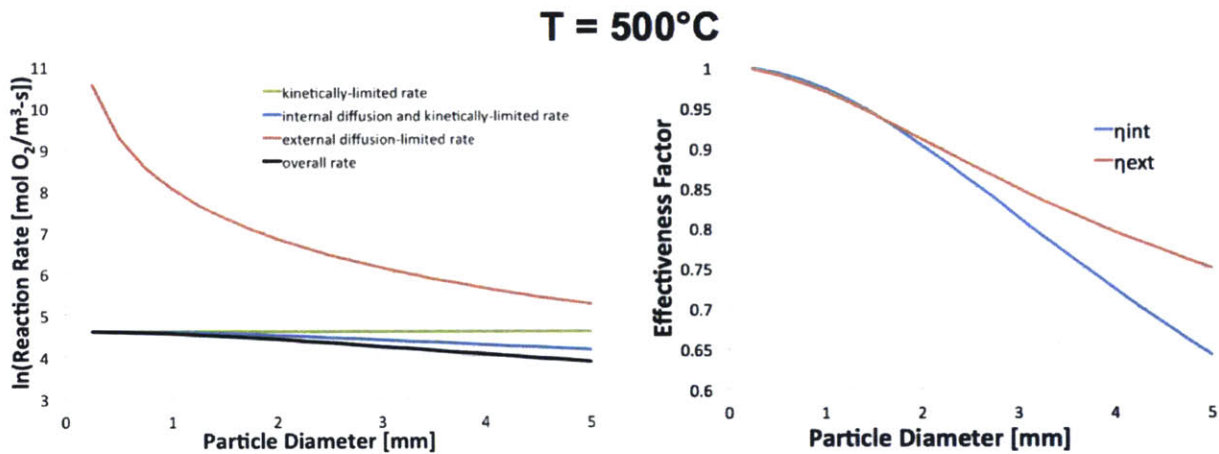 T = 500°C
ln(Reaction Rate [mol O₂/m³-s])
11
10
9
8
7
6
5
4
3
0
1
2
3
4
5
Particle Diameter [mm]
kinetically-limited rate
internal diffusion and kinetically-limited rate
external diffusion-limited rate
overall rate
Effectiveness Factor
1
0.95
0.9
0.85
0.8
0.75
0.7
0.65
0.6
0
1
2
3
4
5
Particle Diameter [mm]
ηint
ηext